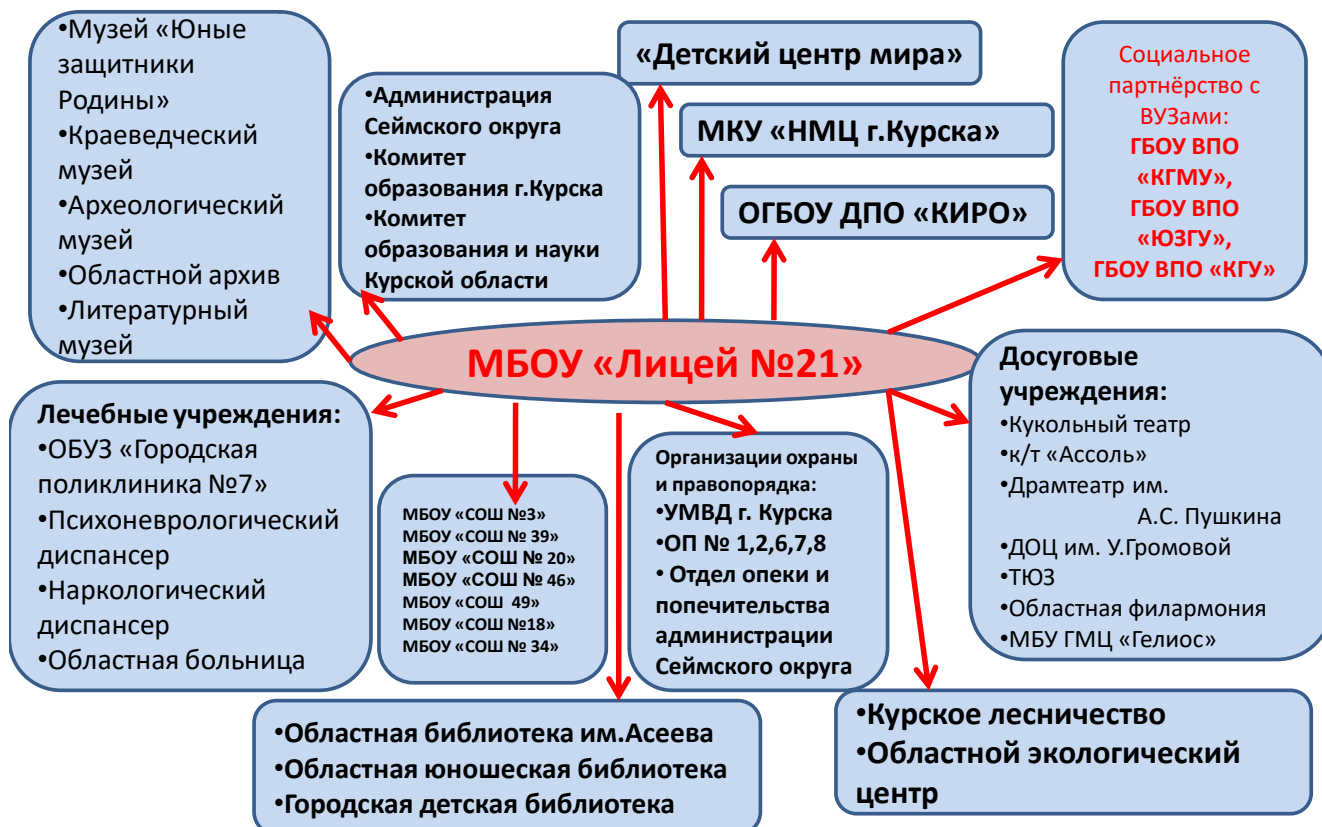 •Музей «Юные
защитники
Родины»
•Краеведческий
музей
•Археологический
музей
•Областной архив
•Литературный
музей
•Администрация
Сеймского округа
•Комитет
образования г.Курска
•Комитет
образования и науки
Курской области
«Детский центр мира»
МКУ «НМЦ г.Курска»
ОГБОУ ДПО «КИРО»
Социальное
партнёрство с
ВУЗами:
ГБОУ ВПО
«КГМУ»,
ГБОУ ВПО
«ЮЗГУ»,
ГБОУ ВПО «КГУ»
МБОУ «Лицей №21»
Лечебные учреждения:
•ОБУЗ «Городская
поликлиника №7»
•Психоневрологический
диспансер
•Наркологический
диспансер
•Областная больница
МБОУ «СОШ №3»
МБОУ «СОШ № 39»
МБОУ «СОШ № 20»
МБОУ «СОШ № 46»
МБОУ «СОШ 49»
МБОУ «СОШ №18»
МБОУ «СОШ № 34»
Организации охраны
и правопорядка:
•УМВД г. Курска
•ОП № 1,2,6,7,8
• Отдел опеки и
попечительства
администрации
Сеймского округа
Досуговые
учреждения:
•Кукольный театр
•к/т «Ассоль»
•Драмтеатр им.
А.С. Пушкина
•ДОЦ им. У.Громовой
•ТЮЗ
•Областная филармония
•МБУ ГМЦ «Гелиос»
•Областная библиотека им.Асеева
•Областная юношеская библиотека
•Городская детская библиотека
•Курское лесничество
•Областной экологический
центр